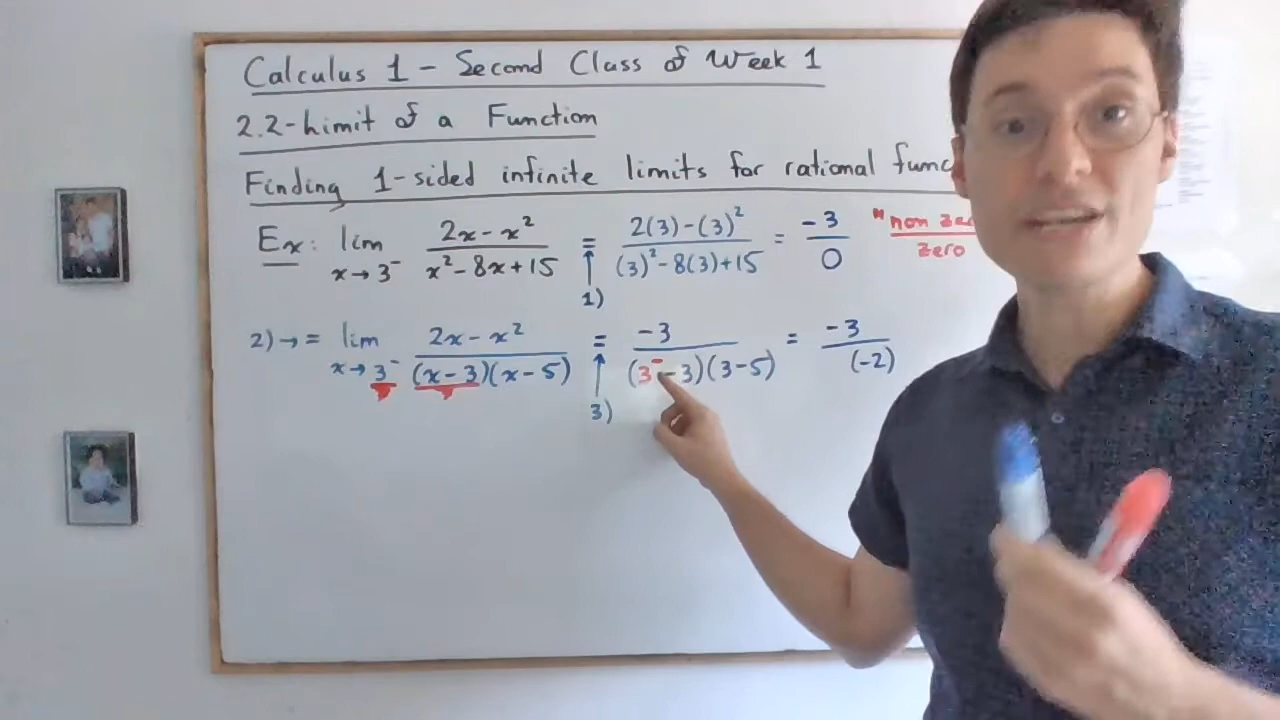 Calculus 1 - Second Class of Week 1
2.2-Limit of a Function
Finding 1-sided infinite limits for rational func
Ex: lim x→3⁻ (2x - x²)/(x² - 8x + 15) = (2(3) - (3)²)/((3)² - 8(3) + 15) = -3/0 "non ze zero
1)
2) → = lim x→3⁻ (2x - x²)/((x - 3)(x - 5)) = -3/((3⁻ - 3)(3 - 5)) = -3/(-2)
3)